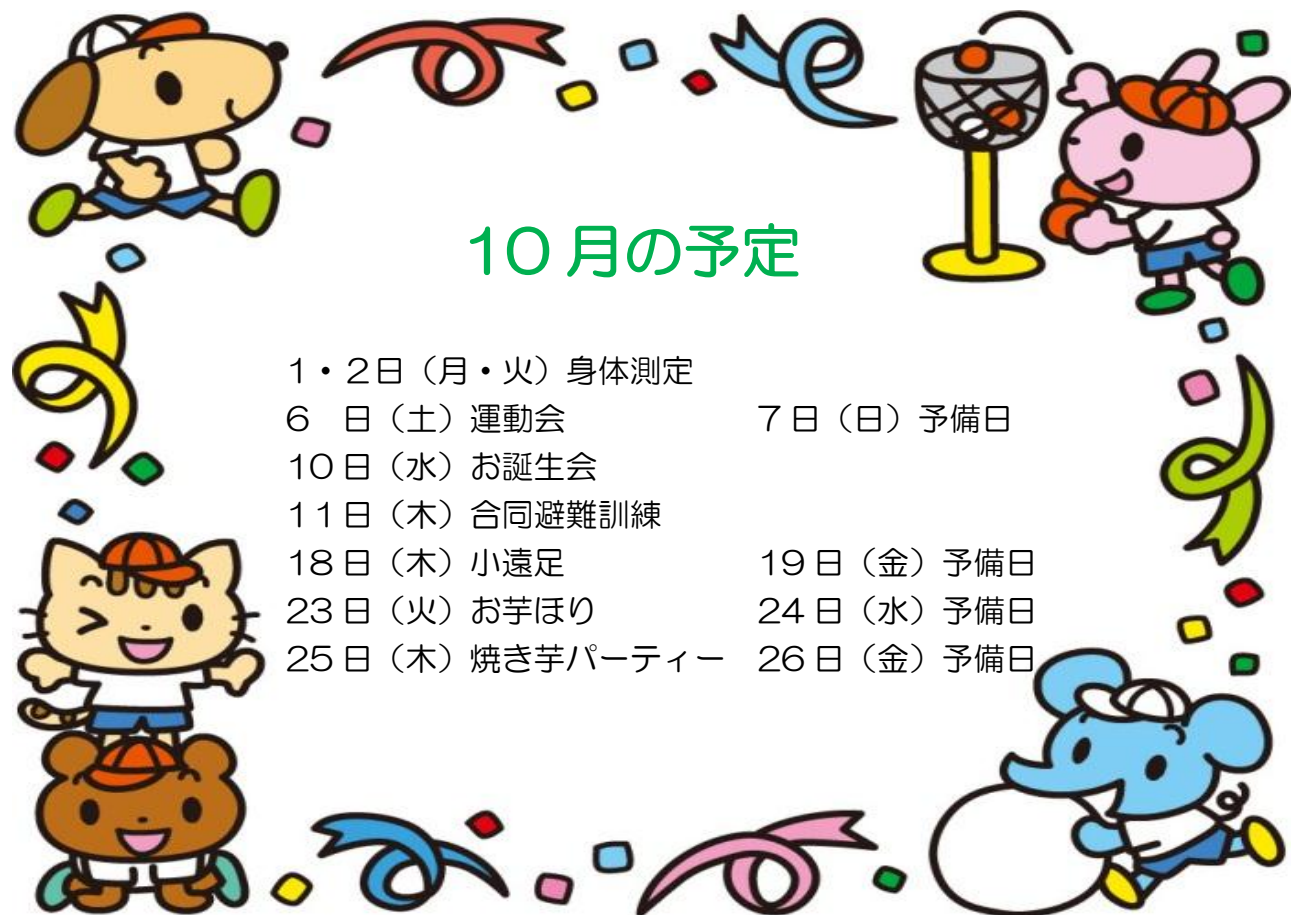 10月の予定
1・2日（月・火）身体測定
6　日（土）運動会　　　　　　7日（日）予備日
10日（水）お誕生会
11日（木）合同避難訓練
18日（木）小遠足　　　　　　19日（金）予備日
23日（火）お芋ほり　　　　　24日（水）予備日
25日（木）焼き芋パーティー　26日（金）予備日